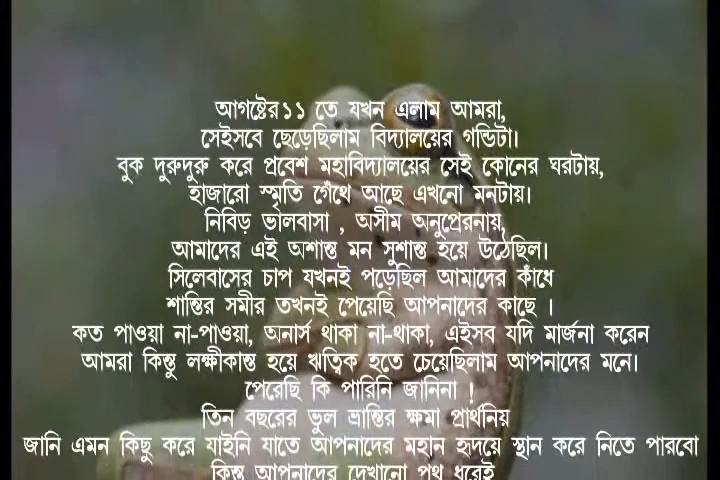 আগষ্টের১১ তে যখন এলাম আমরা,
সেইসবে ছেড়েছিলাম বিদ্যালয়ের গন্ডিটা।
বুক দুরুদুরু করে প্রবেশ মহাবিদ্যালয়ের সেই কোনের ঘরটায়,
হাজারো স্মৃতি গেঁথে আছে এখনো মনটায়।
নিবিড় ভালবাসা , অসীম অনুপ্রেরনায়,
আমাদের এই অশান্ত মন সুশান্ত হয়ে উঠেছিল।
সিলেবাসের চাপ যখনই পড়েছিল আমাদের কাঁধে
শান্তির সমীর তখনই পেয়েছি আপনাদের কাছে ।
কত পাওয়া না-পাওয়া, অনার্স থাকা না-থাকা, এইসব যদি মার্জনা করেন
আমরা কিন্তু লক্ষীকান্ত হয়ে ঋত্বিক হতে চেয়েছিলাম আপনাদের মনে।
পেরেছি কি পারিনি জানিনা !
তিন বছরের ভুল ভ্রান্তির ক্ষমা প্রার্থনিয়
জানি এমন কিছু করে যাইনি যাতে আপনাদের মহান হৃদয়ে স্থান করে নিতে পারবো
কিন্তু আপনাদের দেখানো পথ ধরেই